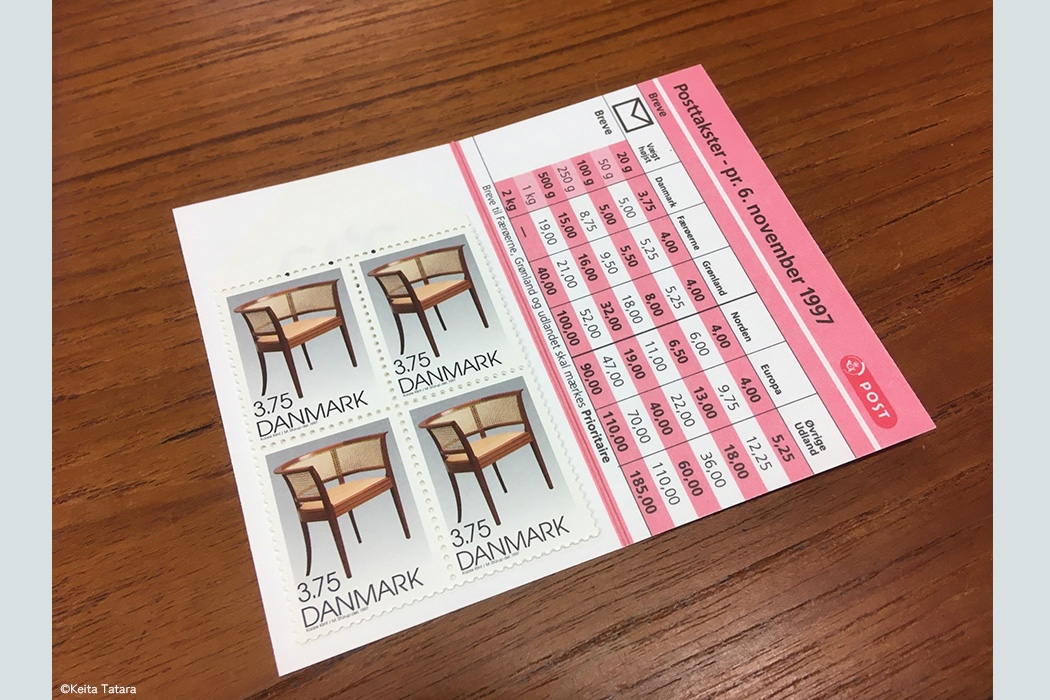 Posttakster - pr. 6. november 1997
POST
Breve
Breve
Vægt højst Danmark Færøerne Grønland Norden Europa Øvrige Udland
20 g 3,75 4,00 4,00 4,00 4,00 5,25
50 g 5,00 5,25 5,25 6,00 9,75 12,25
100 g 5,00 5,50 8,00 6,50 13,00 18,00
250 g 8,75 9,50 18,00 11,00 22,00 36,00
500 g 15,00 16,00 32,00 19,00 40,00 60,00
1 kg 19,00 21,00 52,00 47,00 70,00 110,00
2 kg – 40,00 100,00 90,00 110,00 185,00
Breve til Færøerne, Grønland og udlandet skal mærkes Prioritaire
3.75
DANMARK
3.75
DANMARK
3.75
DANMARK
3.75
DANMARK
©Keita Tatara